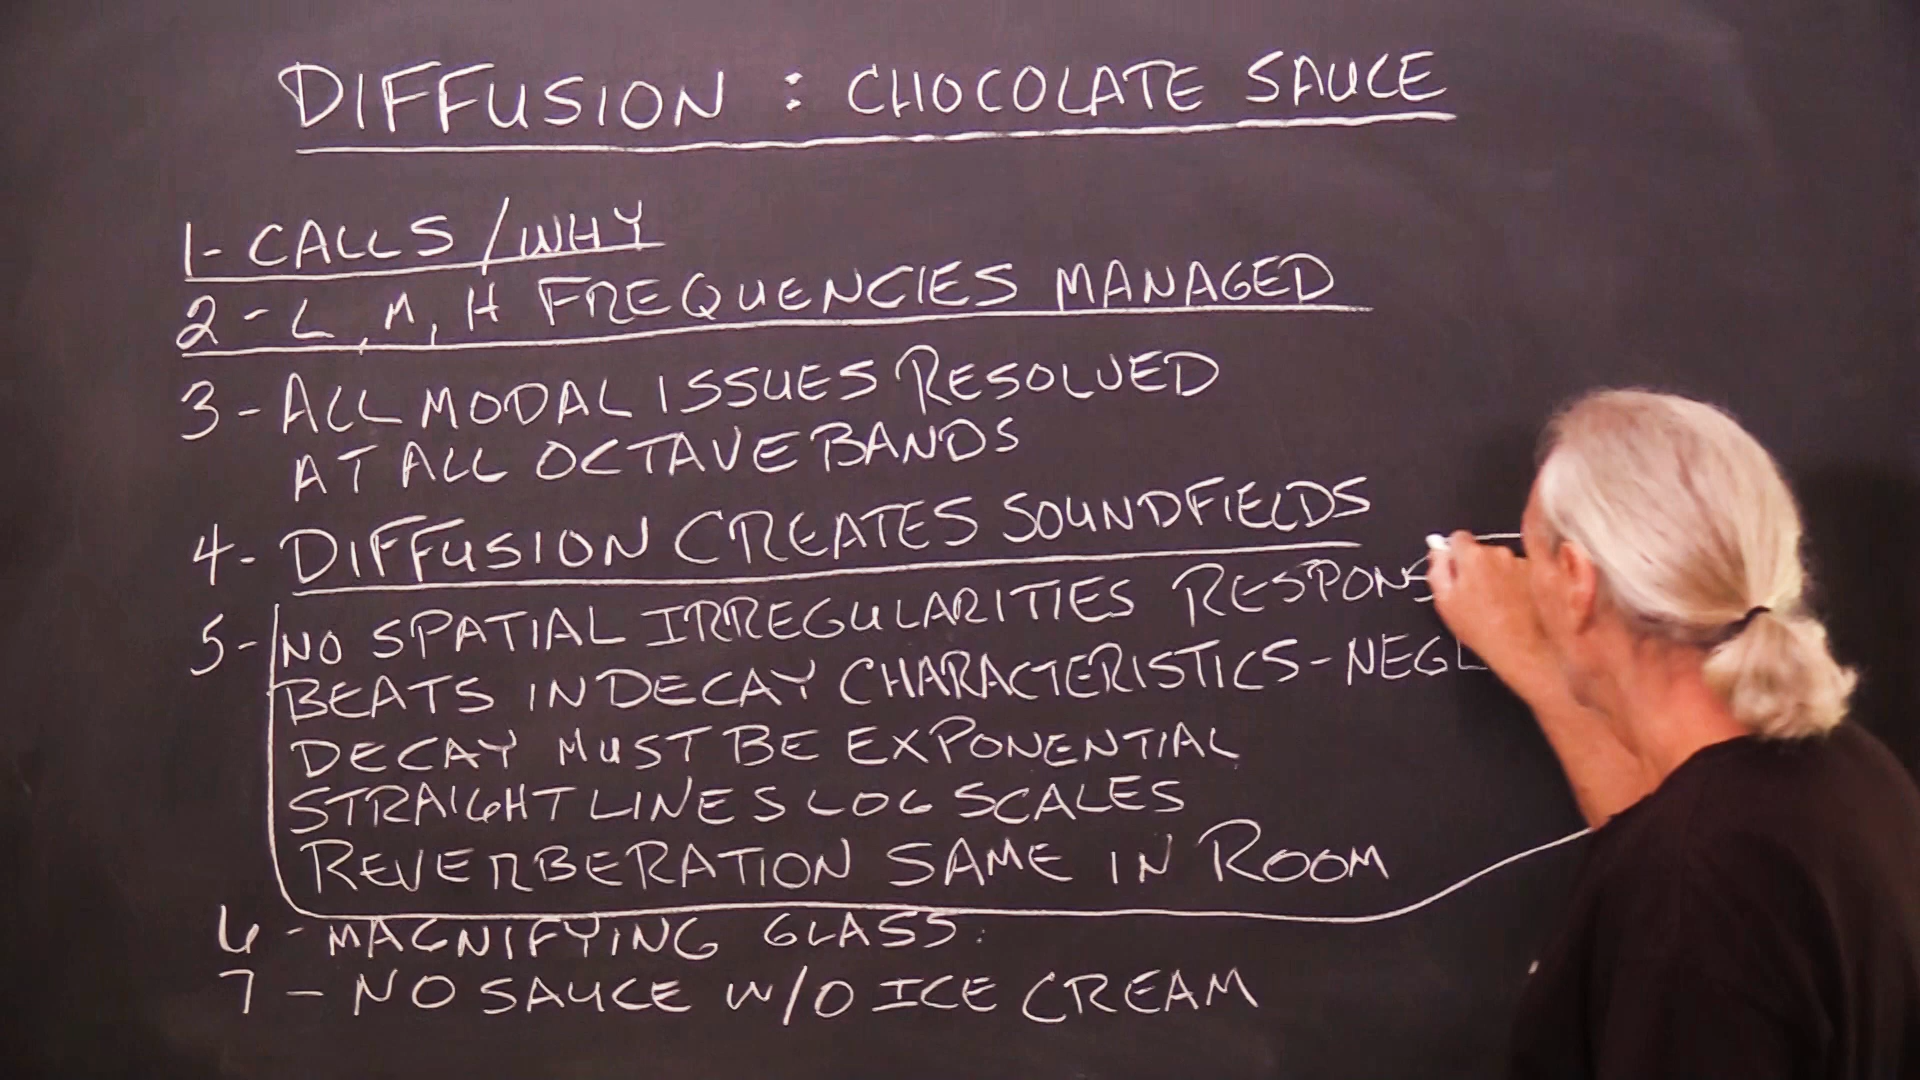 DIFFUSION : CHOCOLATE SAUCE
1- CALLS/WHY
2- L, M, H FREQUENCIES MANAGED
3- ALL MODAL ISSUES RESOLVED
AT ALL OCTAVE BANDS
4- DIFFUSION CREATES SOUNDFIELDS
5- NO SPATIAL IRREGULARITIES
BEATS IN DECAY CHARACTERISTICS-
DECAY MUST BE EXPONENTIAL
STRAIGHT LINES LOG SCALES
REVERBERATION SAME IN ROOM
6- MAGNIFYING GLASS.
7- NO SAUCE W/O ICE CREAM